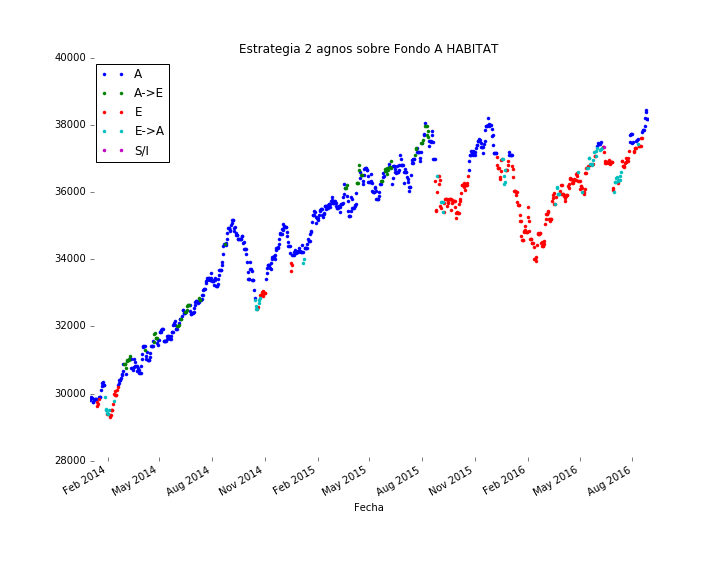 Estrategia 2 agnos sobre Fondo A HABITAT
40000
38000
36000
34000
32000
30000
28000
A
A->E
E
E->A
S/I
Feb 2014
May 2014
Aug 2014
Nov 2014
Feb 2015
May 2015
Aug 2015
Nov 2015
Feb 2016
May 2016
Aug 2016
Fecha